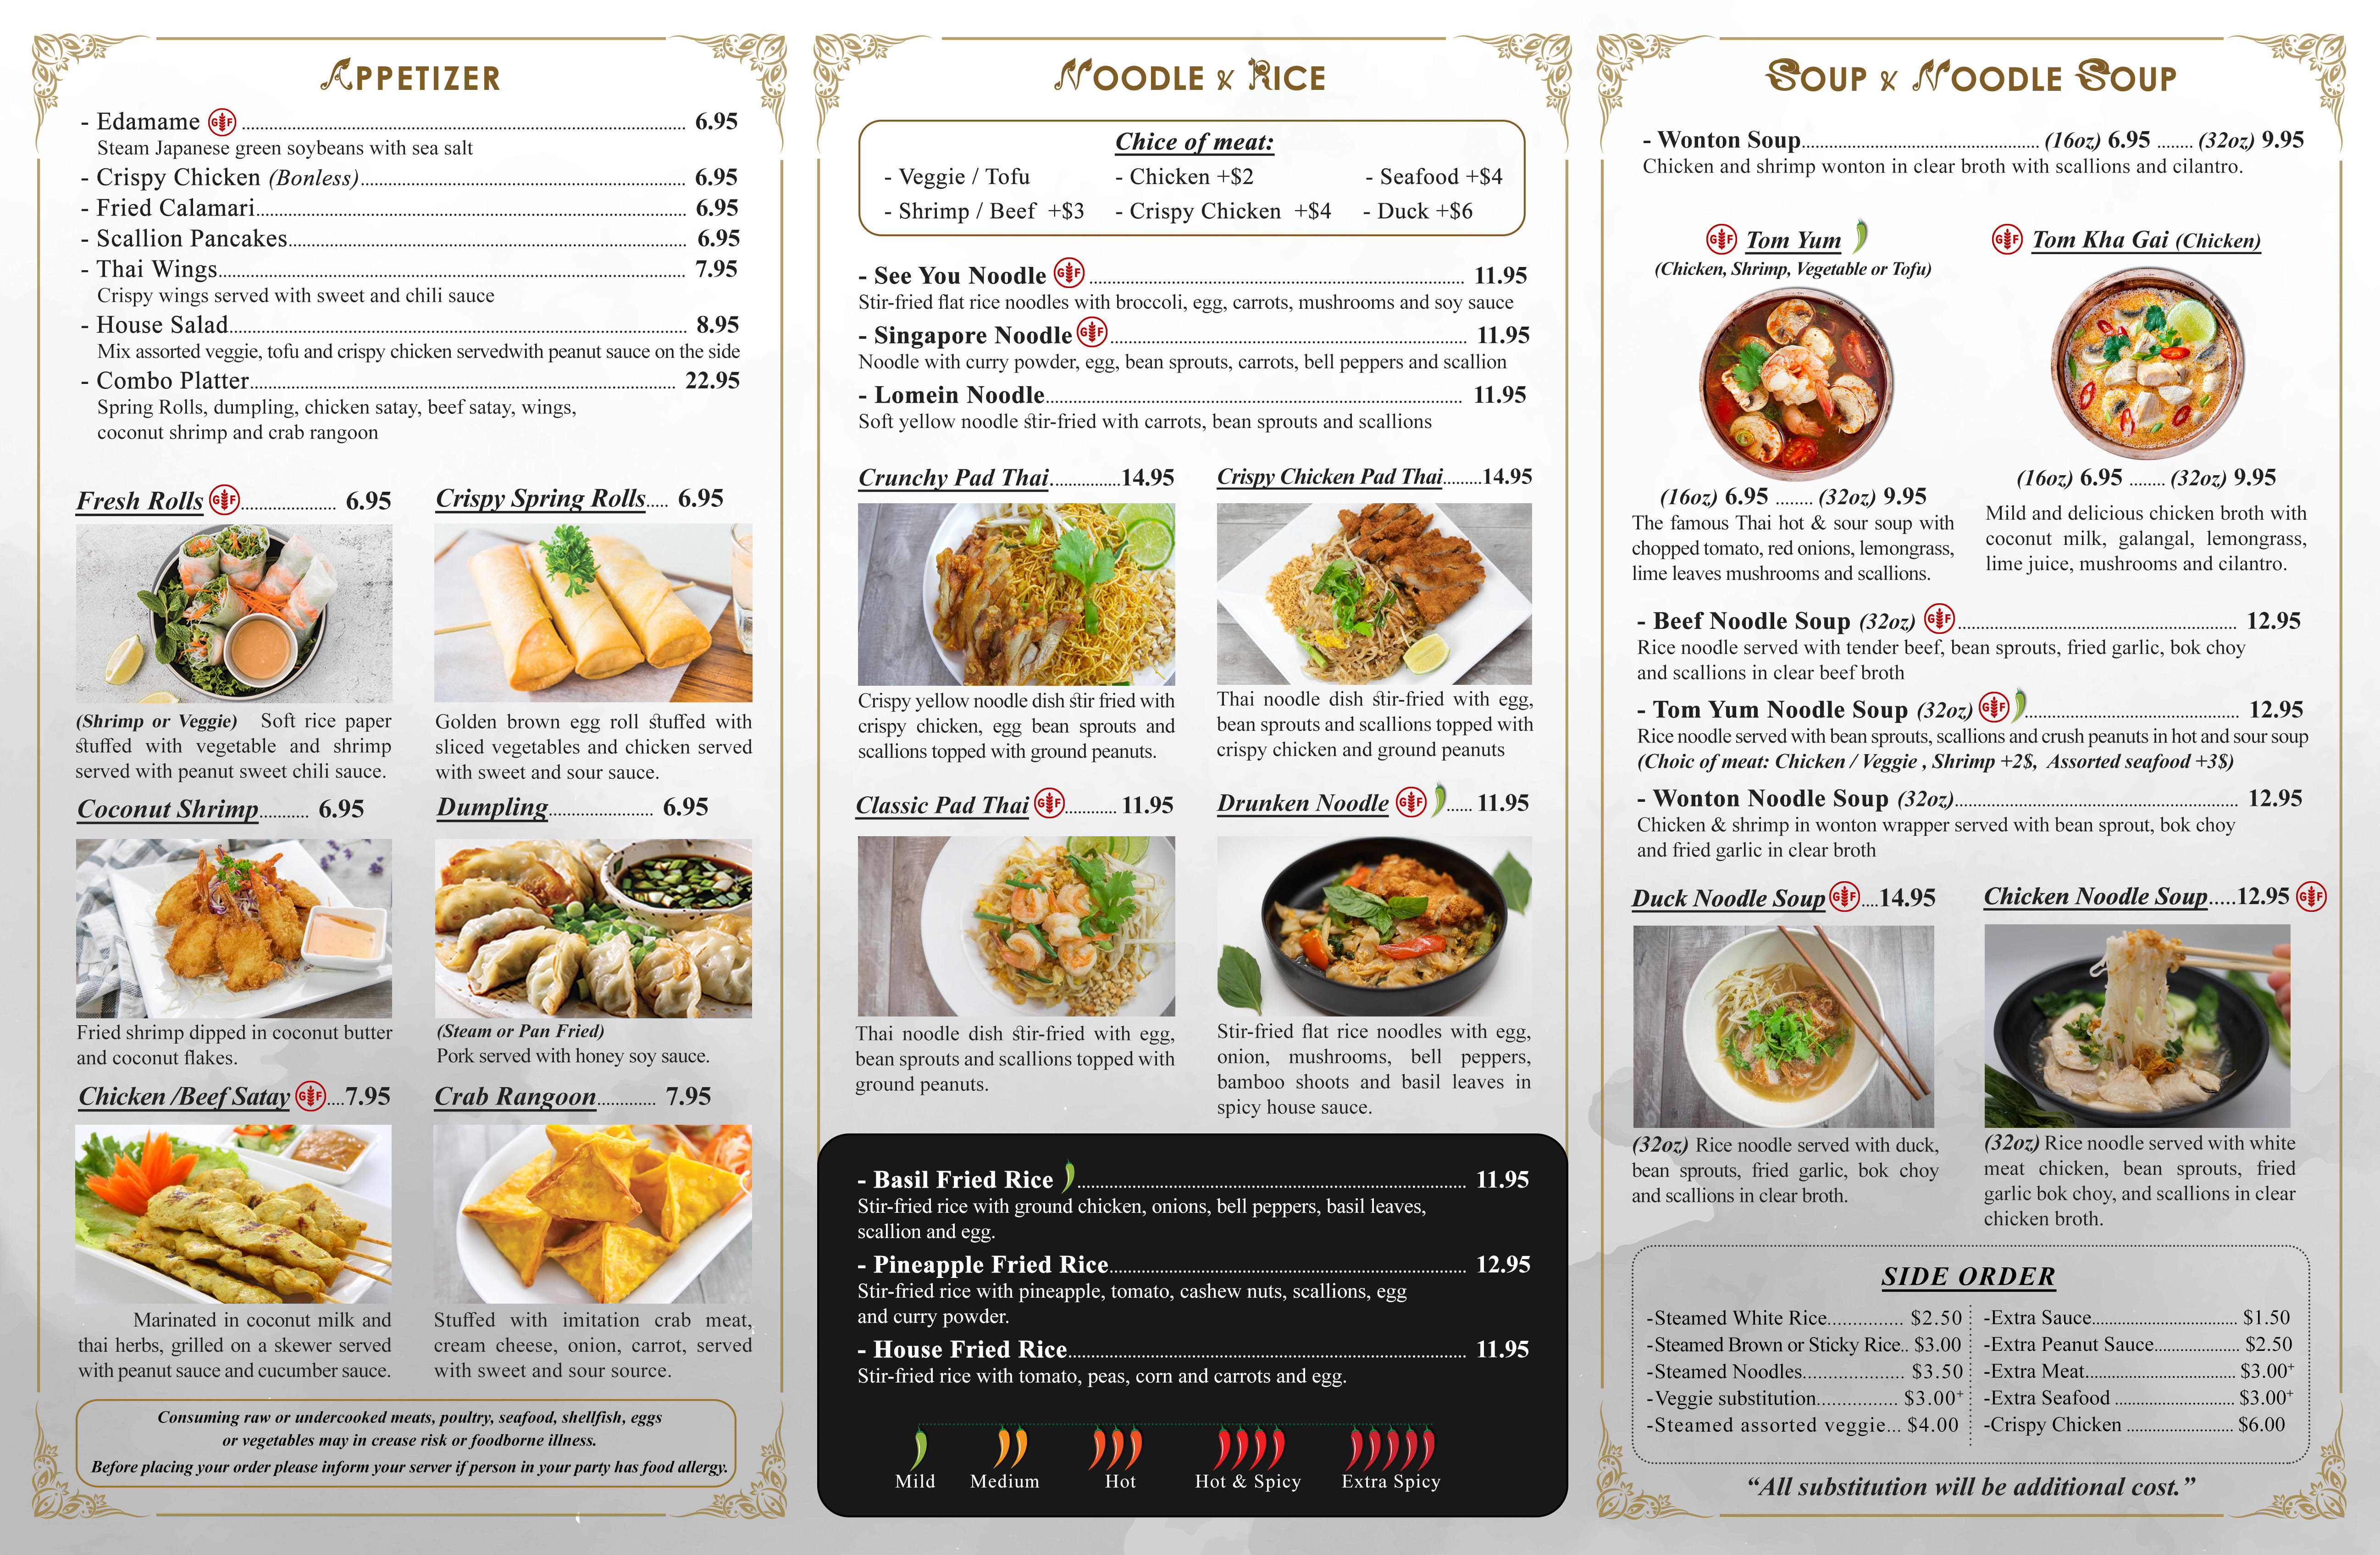 APPETIZER
- Edamame GF 6.95
Steam Japanese green soybeans with sea salt
- Crispy Chicken (Bonless) 6.95
- Fried Calamari 6.95
- Scallion Pancakes 6.95
- Thai Wings 7.95
Crispy wings served with sweet and chili sauce
- House Salad 8.95
Mix assorted veggie, tofu and crispy chicken servedwith peanut sauce on the side
- Combo Platter 22.95
Spring Rolls, dumpling, chicken satay, beef satay, wings,
coconut shrimp and crab rangoon
Fresh Rolls GF 6.95
(Shrimp or Veggie) Soft rice paper
stuffed with vegetable and shrimp
served with peanut sweet chili sauce.
Crispy Spring Rolls 6.95
Golden brown egg roll stuffed with
sliced vegetables and chicken served
with sweet and sour sauce.
Coconut Shrimp 6.95
Fried shrimp dipped in coconut butter
and coconut flakes.
Dumpling 6.95
(Steam or Pan Fried)
Pork served with honey soy sauce.
Chicken /Beef Satay GF 7.95
Marinated in coconut milk and
thai herbs, grilled on a skewer served
with peanut sauce and cucumber sauce.
Crab Rangoon 7.95
Stuffed with imitation crab meat,
cream cheese, onion, carrot, served
with sweet and sour source.
Consuming raw or undercooked meats, poultry, seafood, shellfish, eggs
or vegetables may in crease risk or foodborne illness.
Before placing your order please inform your server if person in your party has food allergy.
NOODLE & RICE
Chice of meat:
- Veggie / Tofu - Chicken +$2 - Seafood +$4
- Shrimp / Beef +$3 - Crispy Chicken +$4 - Duck +$6
- See You Noodle GF 11.95
Stir-fried flat rice noodles with broccoli, egg, carrots, mushrooms and soy sauce
- Singapore Noodle GF 11.95
Noodle with curry powder, egg, bean sprouts, carrots, bell peppers and scallion
- Lomein Noodle 11.95
Soft yellow noodle stir-fried with carrots, bean sprouts and scallions
Crunchy Pad Thai 14.95
Crispy yellow noodle dish stir fried with
crispy chicken, egg bean sprouts and
scallions topped with ground peanuts.
Crispy Chicken Pad Thai 14.95
Thai noodle dish stir-fried with egg,
bean sprouts and scallions topped with
crispy chicken and ground peanuts
Classic Pad Thai GF 11.95
Thai noodle dish stir-fried with egg,
bean sprouts and scallions topped with
ground peanuts.
Drunken Noodle GF 11.95
Stir-fried flat rice noodles with egg,
onion, mushrooms, bell peppers,
bamboo shoots and basil leaves in
spicy house sauce.
- Basil Fried Rice 11.95
Stir-fried rice with ground chicken, onions, bell peppers, basil leaves,
scallion and egg.
- Pineapple Fried Rice 12.95
Stir-fried rice with pineapple, tomato, cashew nuts, scallions, egg
and curry powder.
- House Fried Rice 11.95
Stir-fried rice with tomato, peas, corn and carrots and egg.
Mild Medium Hot Hot & Spicy Extra Spicy
SOUP & NOODLE SOUP
- Wonton Soup (16oz) 6.95 (32oz) 9.95
Chicken and shrimp wonton in clear broth with scallions and cilantro.
GF Tom Yum
(Chicken, Shrimp, Vegetable or Tofu)
(16oz) 6.95 (32oz) 9.95
The famous Thai hot & sour soup with
chopped tomato, red onions, lemongrass,
lime leaves mushrooms and scallions.
GF Tom Kha Gai (Chicken)
(16oz) 6.95 (32oz) 9.95
Mild and delicious chicken broth with
coconut milk, galangal, lemongrass,
lime juice, mushrooms and cilantro.
- Beef Noodle Soup (32oz) GF 12.95
Rice noodle served with tender beef, bean sprouts, fried garlic, bok choy
and scallions in clear beef broth
- Tom Yum Noodle Soup (32oz) GF 12.95
Rice noodle served with bean sprouts, scallions and crush peanuts in hot and sour soup
(Choic of meat: Chicken / Veggie , Shrimp +2$, Assorted seafood +3$)
- Wonton Noodle Soup (32oz) 12.95
Chicken & shrimp in wonton wrapper served with bean sprout, bok choy
and fried garlic in clear broth
Duck Noodle Soup GF 14.95
(32oz) Rice noodle served with duck,
bean sprouts, fried garlic, bok choy
and scallions in clear broth.
Chicken Noodle Soup 12.95 GF
(32oz) Rice noodle served with white
meat chicken, bean sprouts, fried
garlic bok choy, and scallions in clear
chicken broth.
SIDE ORDER
-Steamed White Rice $2.50
-Steamed Brown or Sticky Rice $3.00
-Steamed Noodles $3.50
-Veggie substitution $3.00+
-Steamed assorted veggie $4.00
-Extra Sauce $1.50
-Extra Peanut Sauce $2.50
-Extra Meat $3.00+
-Extra Seafood $3.00+
-Crispy Chicken $6.00
“All substitution will be additional cost.”